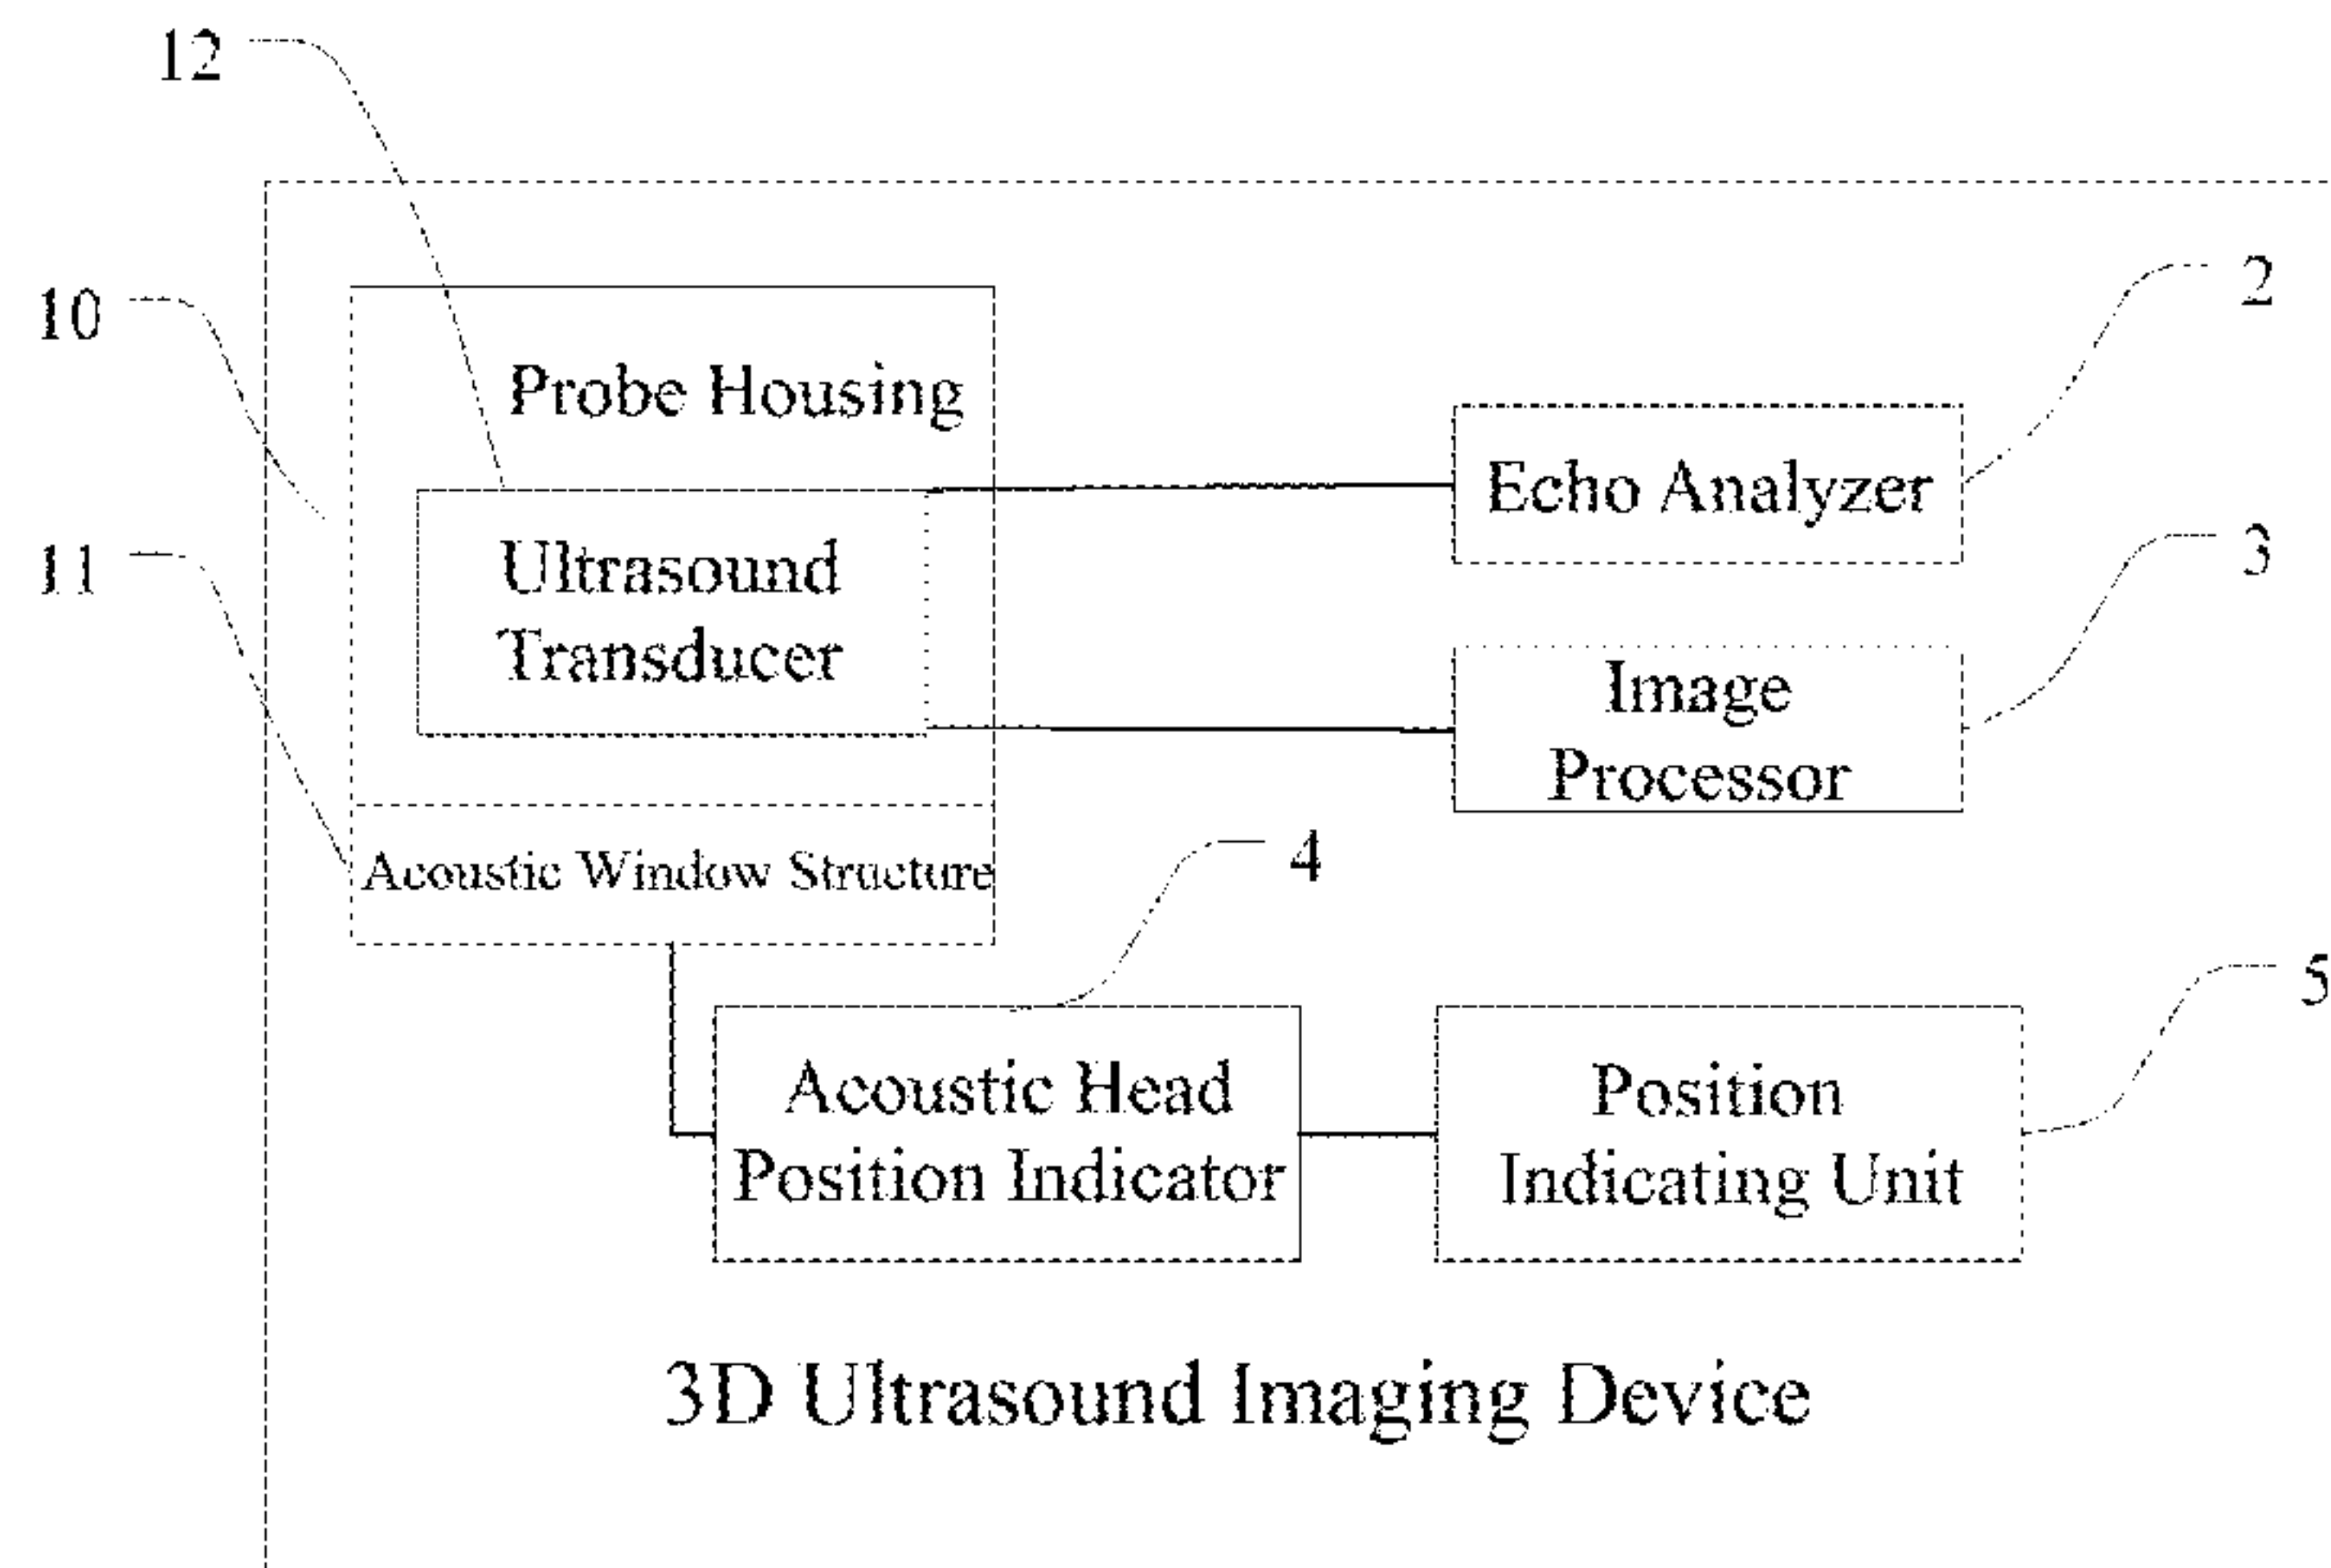 12
10
Probe Housing
2
Echo Analyzer
11
Ultrasound
Transducer
3
Image
Processor
Acoustic Window Structure
4
5
Acoustic Head
Position Indicator
Position
Indicating Unit
3D Ultrasound Imaging Device